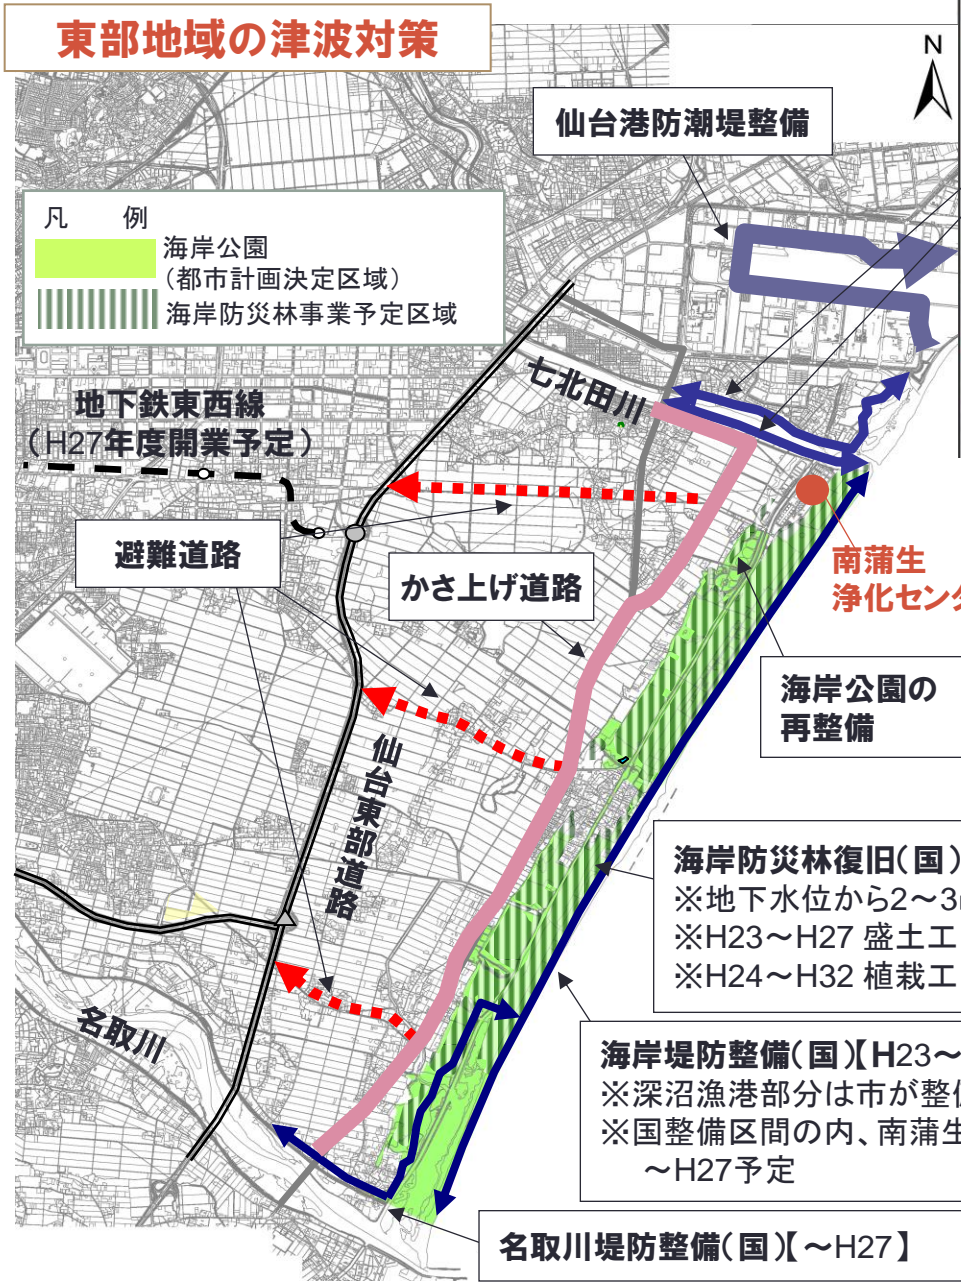 東部地域の津波対策
N
仙台港防潮堤整備
凡 例
海岸公園
(都市計画決定区域)
海岸防災林事業予定区域
七北田川
地下鉄東西線
(H27年度開業予定)
避難道路
かさ上げ道路
南蒲生
浄化センタ
海岸公園の
再整備
仙台東部道路
海岸防災林復旧(国)
※地下水位から2~3
※H23~H27 盛土工
※H24~H32 植栽工
名取川
海岸堤防整備(国)【H23~
※深沼漁港部分は市が整備
※国整備区間の内、南蒲生
~H27予定
名取川堤防整備(国)【~H27】